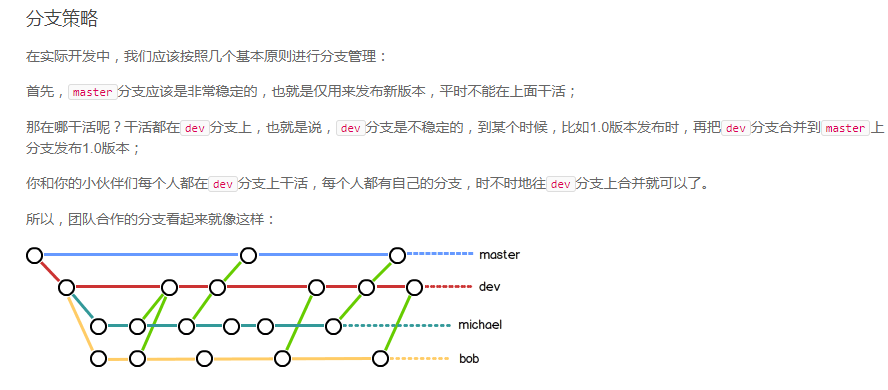 分支策略
在实际开发中，我们应该按照几个基本原则进行分支管理：
首先，master分支应该是非常稳定的，也就是仅用来发布新版本，平时不能在上面干活；
那在哪干活呢？干活都在dev分支上，也就是说，dev分支是不稳定的，到某个时候，比如1.0版本发布时，再把dev分支合并到master上
分支发布1.0版本；
你和你的小伙伴们每个人都在dev分支上干活，每个人都有自己的分支，时不时地往dev分支上合并就可以了。
所以，团队合作的分支看起来就像这样：
master
dev
michael
bob